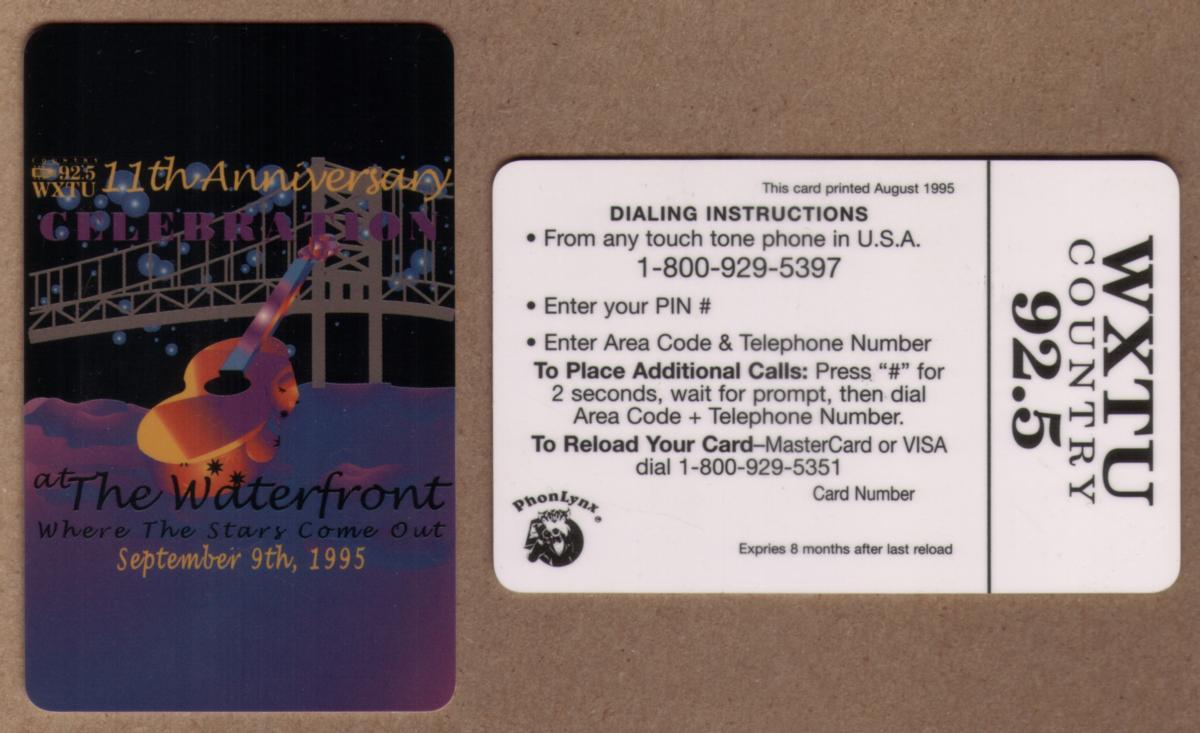 COUNTRY
92.5
WXTU
11th Anniversary
CELEBRATION
at The Waterfront
Where The Stars Come Out
September 9th, 1995
This card printed August 1995
DIALING INSTRUCTIONS
• From any touch tone phone in U.S.A.
1-800-929-5397
• Enter your PIN #
• Enter Area Code & Telephone Number
To Place Additional Calls: Press "#" for
2 seconds, wait for prompt, then dial
Area Code + Telephone Number.
To Reload Your Card–MasterCard or VISA
dial 1-800-929-5351
Card Number
PhonLynx®
Expries 8 months after last reload
WXTU
COUNTRY
92.5